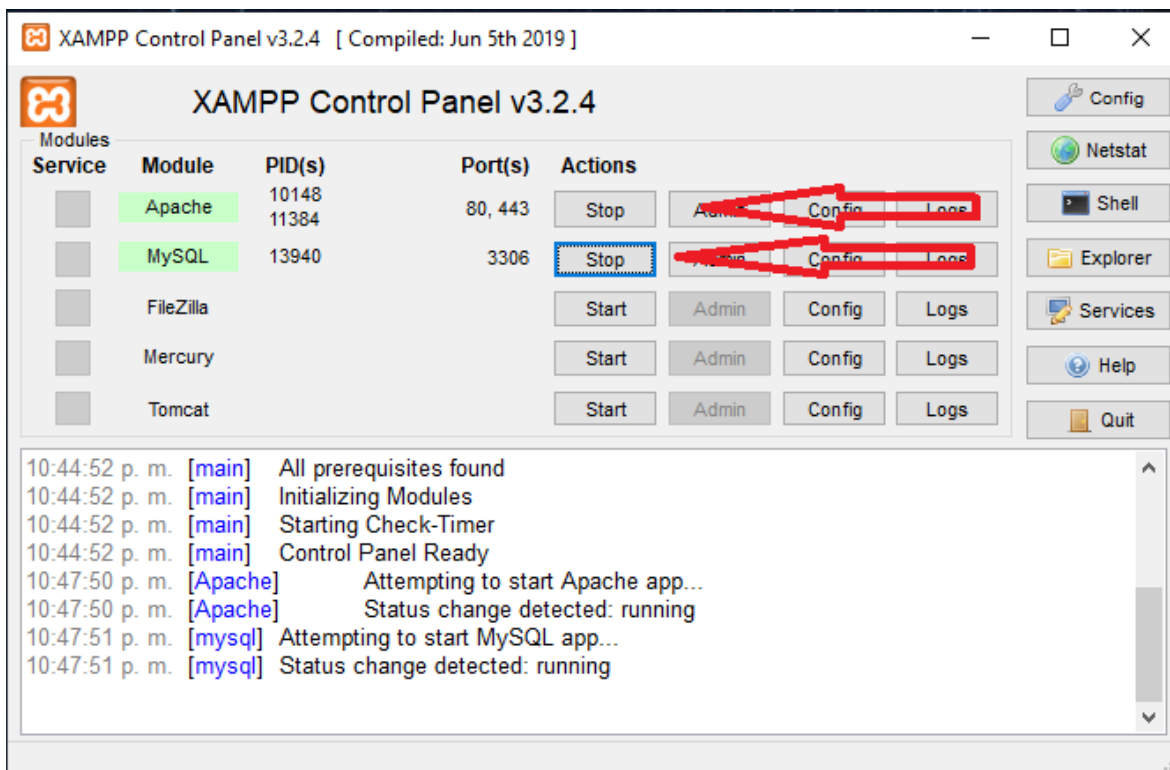 XAMPP Control Panel v3.2.4 [ Compiled: Jun 5th 2019 ]
XAMPP Control Panel v3.2.4
Config
Modules
Service Module PID(s) Port(s) Actions
Netstat
Apache 10148 11384 80, 443 Stop Admin Config Logs
Shell
MySQL 13940 3306 Stop Admin Config Logs
Explorer
FileZilla Start Admin Config Logs
Services
Mercury Start Admin Config Logs
Help
Tomcat Start Admin Config Logs
Quit
10:44:52 p. m. [main] All prerequisites found
10:44:52 p. m. [main] Initializing Modules
10:44:52 p. m. [main] Starting Check-Timer
10:44:52 p. m. [main] Control Panel Ready
10:47:50 p. m. [Apache] Attempting to start Apache app...
10:47:50 p. m. [Apache] Status change detected: running
10:47:51 p. m. [mysql] Attempting to start MySQL app...
10:47:51 p. m. [mysql] Status change detected: running